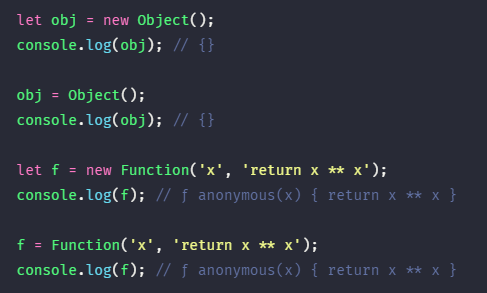 let obj = new Object();
console.log(obj); // {}
obj = Object();
console.log(obj); // {}
let f = new Function('x', 'return x ** x');
console.log(f); // ƒ anonymous(x) { return x ** x }
f = Function('x', 'return x ** x');
console.log(f); // ƒ anonymous(x) { return x ** x }